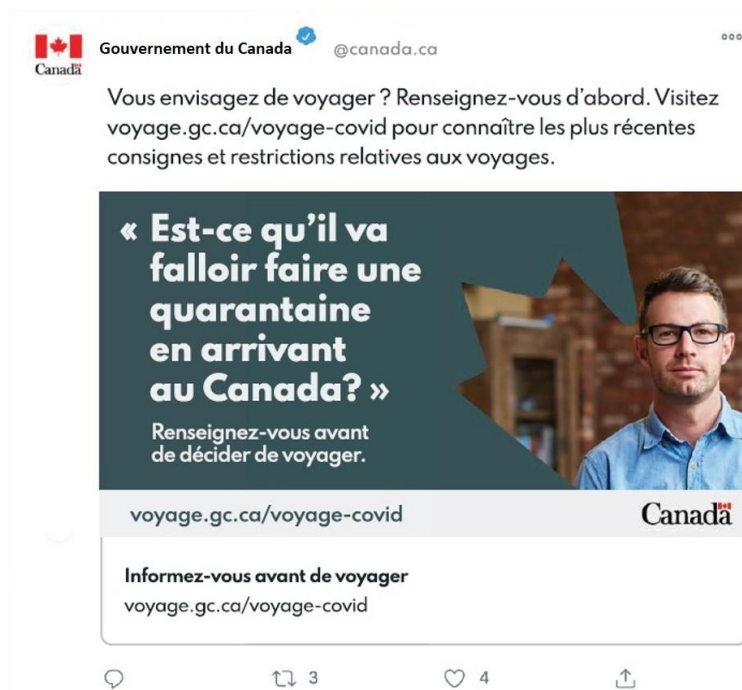 Gouvernement du Canada @canada.ca
Canada
Vous envisagez de voyager ? Renseignez-vous d'abord. Visitez
voyage.gc.ca/voyage-covid pour connaître les plus récentes
consignes et restrictions relatives aux voyages.
« Est-ce qu'il va
falloir faire une
quarantaine
en arrivant
au Canada? »
Renseignez-vous avant
de décider de voyager.
voyage.gc.ca/voyage-covid
Canada
Informez-vous avant de voyager
voyage.gc.ca/voyage-covid
3 4